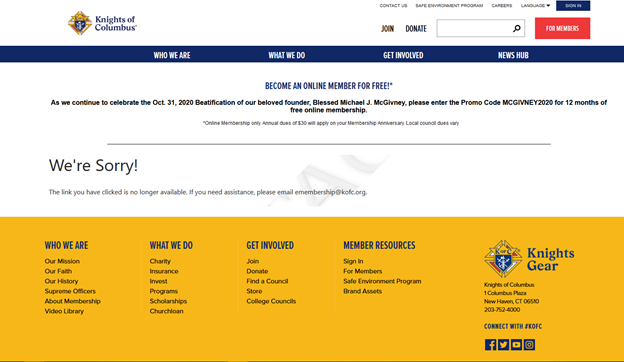 CONTACT US SAFE ENVIRONMENT PROGRAM CAREERS LANGUAGE SIGN IN
Knights of
Columbus®
JOIN DONATE FOR MEMBERS
WHO WE ARE WHAT WE DO GET INVOLVED NEWS HUB
BECOME AN ONLINE MEMBER FOR FREE!*
As we continue to celebrate the Oct. 31, 2020 Beatification of our beloved founder, Blessed Michael J. McGivney, please enter the Promo Code MCGIVNEY2020 for 12 months of
free online membership.
*Online Membership only. Annual dues of $30 will apply on your Membership Anniversary. Local council dues vary
We're Sorry!
The link you have clicked is no longer available. If you need assistance, please email emembership@kofc.org.
WHO WE ARE
Our Mission
Our Faith
Our History
Supreme Officers
About Membership
Video Library
WHAT WE DO
Charity
Insurance
Invest
Programs
Scholarships
Churchloan
GET INVOLVED
Join
Donate
Find a Council
Store
College Councils
MEMBER RESOURCES
Sign In
For Members
Safe Environment Program
Brand Assets
Knights
Gear
Knights of Columbus
1 Columbus Plaza
New Haven, CT 06510
203-752-4000
CONNECT WITH #KOFC